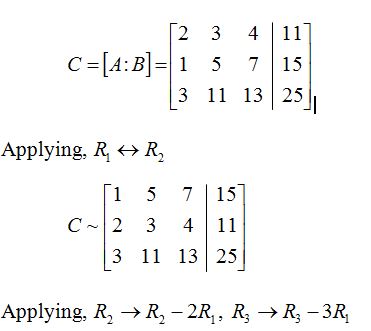 2 3 4 11
C = [A:B] = 1 5 7 15
3 11 13 25
Applying, R₁ ↔ R₂
1 5 7 15
C ~ 2 3 4 11
3 11 13 25
Applying, R₂ → R₂ − 2R₁, R₃ → R₃ − 3R₁